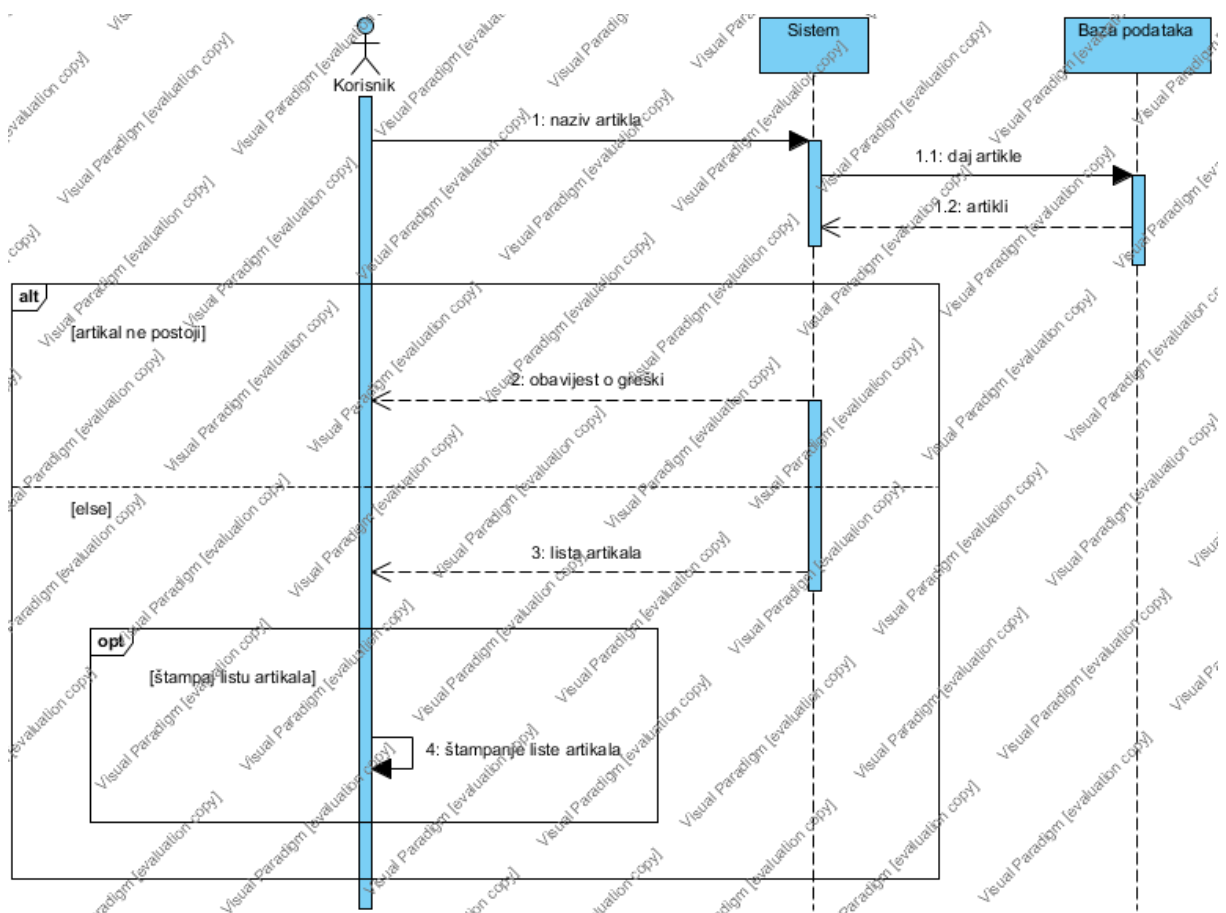 Korisnik
Sistem
Baza podataka
1: naziv artikla
1.1: daj artikle
1.2: artikli
alt
[artikal ne postoji]
2: obavijest o greški
[else]
3: lista artikala
opt
[štampaj listu artikala]
4: štampanje liste artikala
Visual Paradigm [evaluation copy]